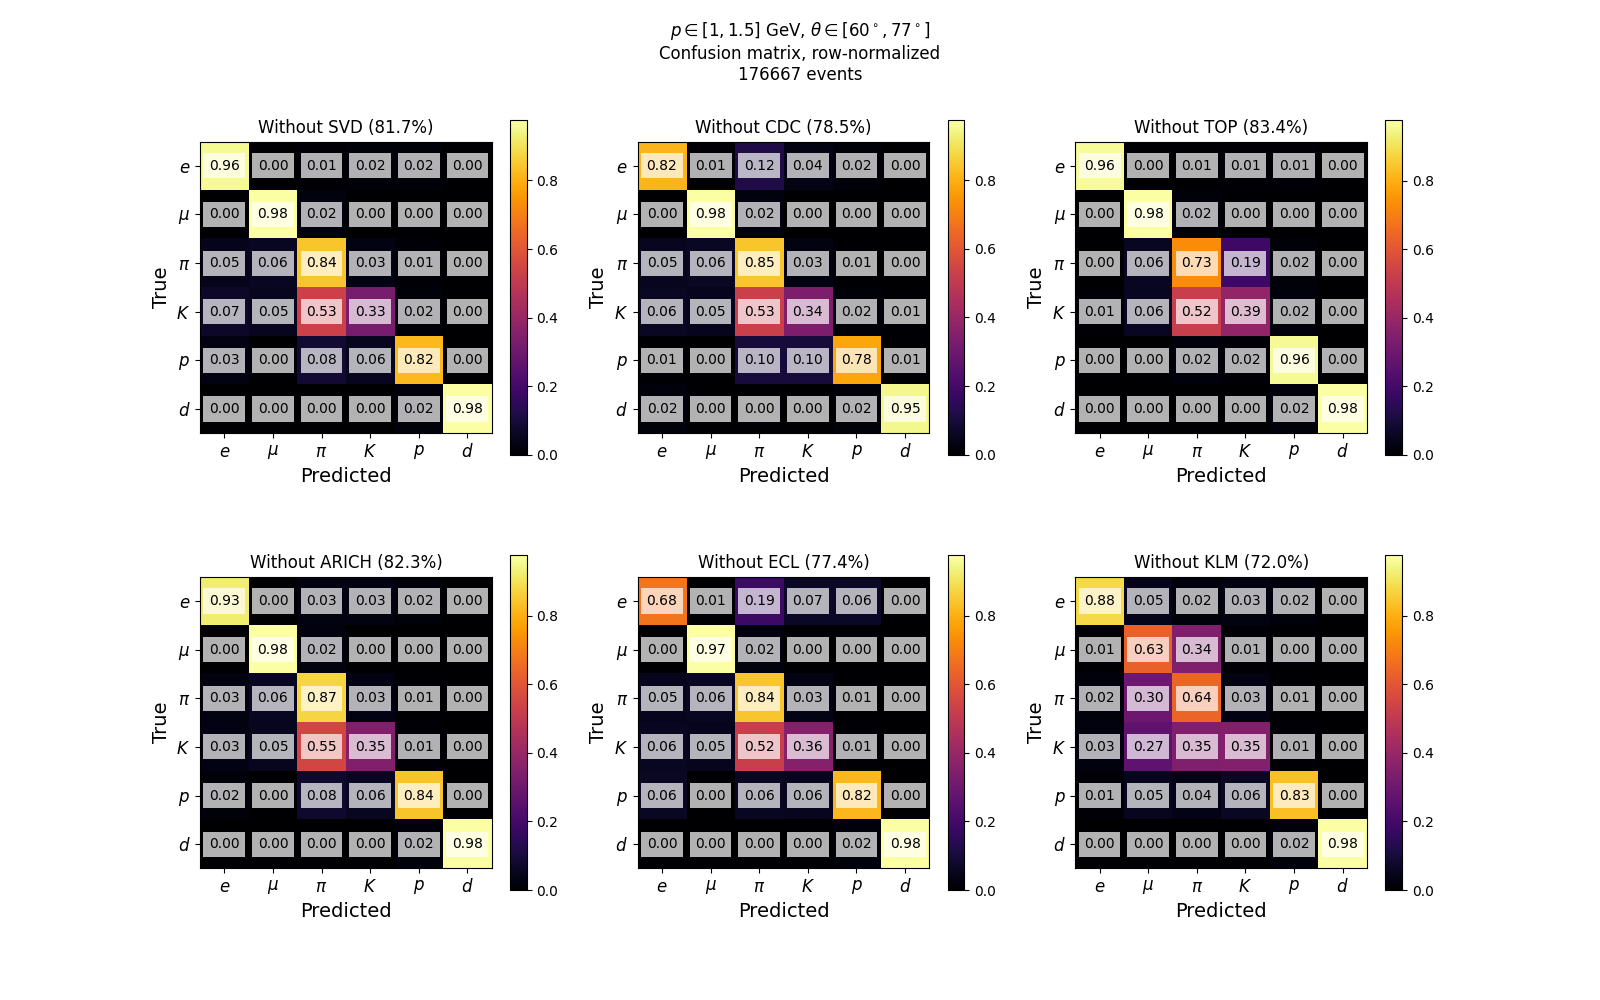 p ∈ [1, 1.5] GeV, θ ∈ [60°, 77°]
Confusion matrix, row-normalized
176667 events
Without SVD (81.7%)
True
e 0.96 0.00 0.01 0.02 0.02 0.00
μ 0.00 0.98 0.02 0.00 0.00 0.00
π 0.05 0.06 0.84 0.03 0.01 0.00
K 0.07 0.05 0.53 0.33 0.02 0.00
p 0.03 0.00 0.08 0.06 0.82 0.00
d 0.00 0.00 0.00 0.00 0.02 0.98
e μ π K p d
Predicted
0.8
0.6
0.4
0.2
0.0
Without CDC (78.5%)
True
e 0.82 0.01 0.12 0.04 0.02 0.00
μ 0.00 0.98 0.02 0.00 0.00 0.00
π 0.05 0.06 0.85 0.03 0.01 0.00
K 0.06 0.05 0.53 0.34 0.02 0.01
p 0.01 0.00 0.10 0.10 0.78 0.01
d 0.02 0.00 0.00 0.00 0.02 0.95
e μ π K p d
Predicted
0.8
0.6
0.4
0.2
0.0
Without TOP (83.4%)
True
e 0.96 0.00 0.01 0.01 0.01 0.00
μ 0.00 0.98 0.02 0.00 0.00 0.00
π 0.00 0.06 0.73 0.19 0.02 0.00
K 0.01 0.06 0.52 0.39 0.02 0.00
p 0.00 0.00 0.02 0.02 0.96 0.00
d 0.00 0.00 0.00 0.00 0.02 0.98
e μ π K p d
Predicted
0.8
0.6
0.4
0.2
0.0
Without ARICH (82.3%)
True
e 0.93 0.00 0.03 0.03 0.02 0.00
μ 0.00 0.98 0.02 0.00 0.00 0.00
π 0.03 0.06 0.87 0.03 0.01 0.00
K 0.03 0.05 0.55 0.35 0.01 0.00
p 0.02 0.00 0.08 0.06 0.84 0.00
d 0.00 0.00 0.00 0.00 0.02 0.98
e μ π K p d
Predicted
0.8
0.6
0.4
0.2
0.0
Without ECL (77.4%)
True
e 0.68 0.01 0.19 0.07 0.06 0.00
μ 0.00 0.97 0.02 0.00 0.00 0.00
π 0.05 0.06 0.84 0.03 0.01 0.00
K 0.06 0.05 0.52 0.36 0.01 0.00
p 0.06 0.00 0.06 0.06 0.82 0.00
d 0.00 0.00 0.00 0.00 0.02 0.98
e μ π K p d
Predicted
0.8
0.6
0.4
0.2
0.0
Without KLM (72.0%)
True
e 0.88 0.05 0.02 0.03 0.02 0.00
μ 0.01 0.63 0.34 0.01 0.00 0.00
π 0.02 0.30 0.64 0.03 0.01 0.00
K 0.03 0.27 0.35 0.35 0.01 0.00
p 0.01 0.05 0.04 0.06 0.83 0.00
d 0.00 0.00 0.00 0.00 0.02 0.98
e μ π K p d
Predicted
0.8
0.6
0.4
0.2
0.0